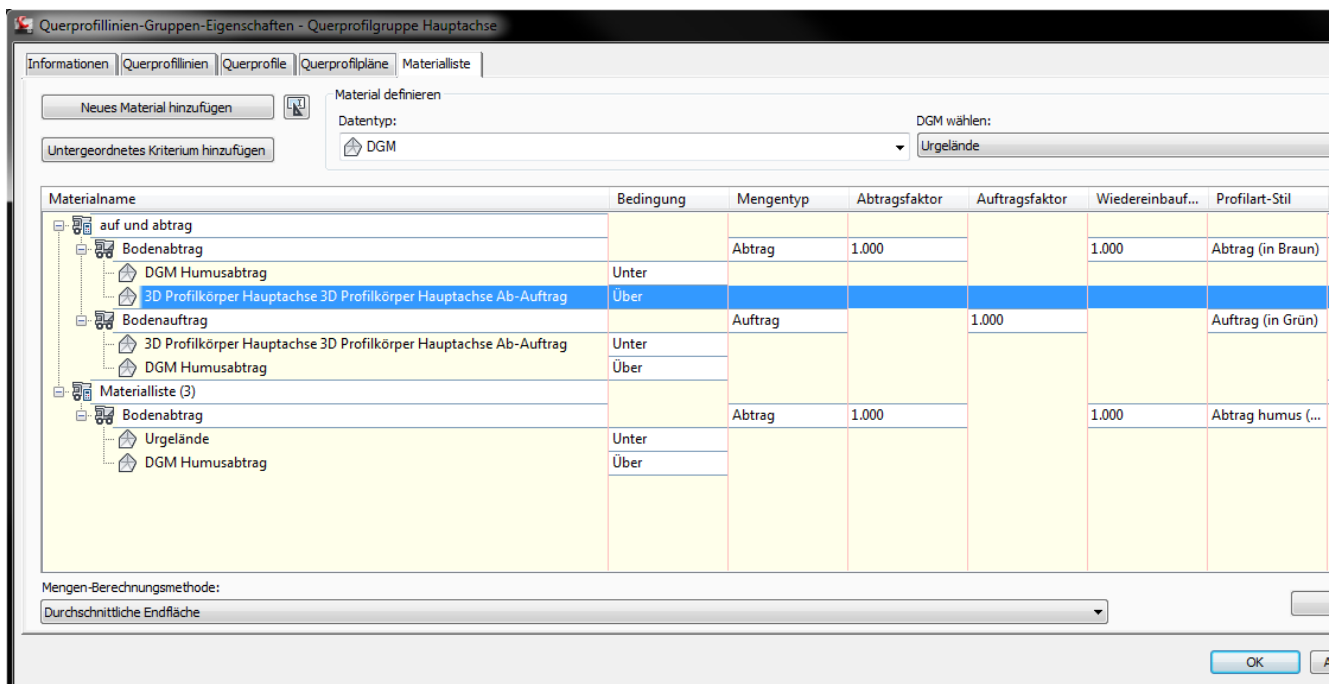 Querprofillinien-Gruppen-Eigenschaften - Querprofilgruppe Hauptachse
Informationen Querprofillinien Querprofile Querprofilpläne Materialliste
Neues Material hinzufügen
Untergeordnetes Kriterium hinzufügen
Material definieren
Datentyp: DGM wählen:
DGM Urgelände
Materialname Bedingung Mengentyp Abtragsfaktor Auftragsfaktor Wiedereinbauf... Profilart-Stil
auf und abtrag
Bodenabtrag Abtrag 1.000 1.000 Abtrag (in Braun)
DGM Humusabtrag Unter
3D Profilkörper Hauptachse 3D Profilkörper Hauptachse Ab-Auftrag Über
Bodenauftrag Auftrag 1.000 Auftrag (in Grün)
3D Profilkörper Hauptachse 3D Profilkörper Hauptachse Ab-Auftrag Unter
DGM Humusabtrag Über
Materialliste (3)
Bodenabtrag Abtrag 1.000 1.000 Abtrag humus (...
Urgelände Unter
DGM Humusabtrag Über
Mengen-Berechnungsmethode:
Durchschnittliche Endfläche
OK